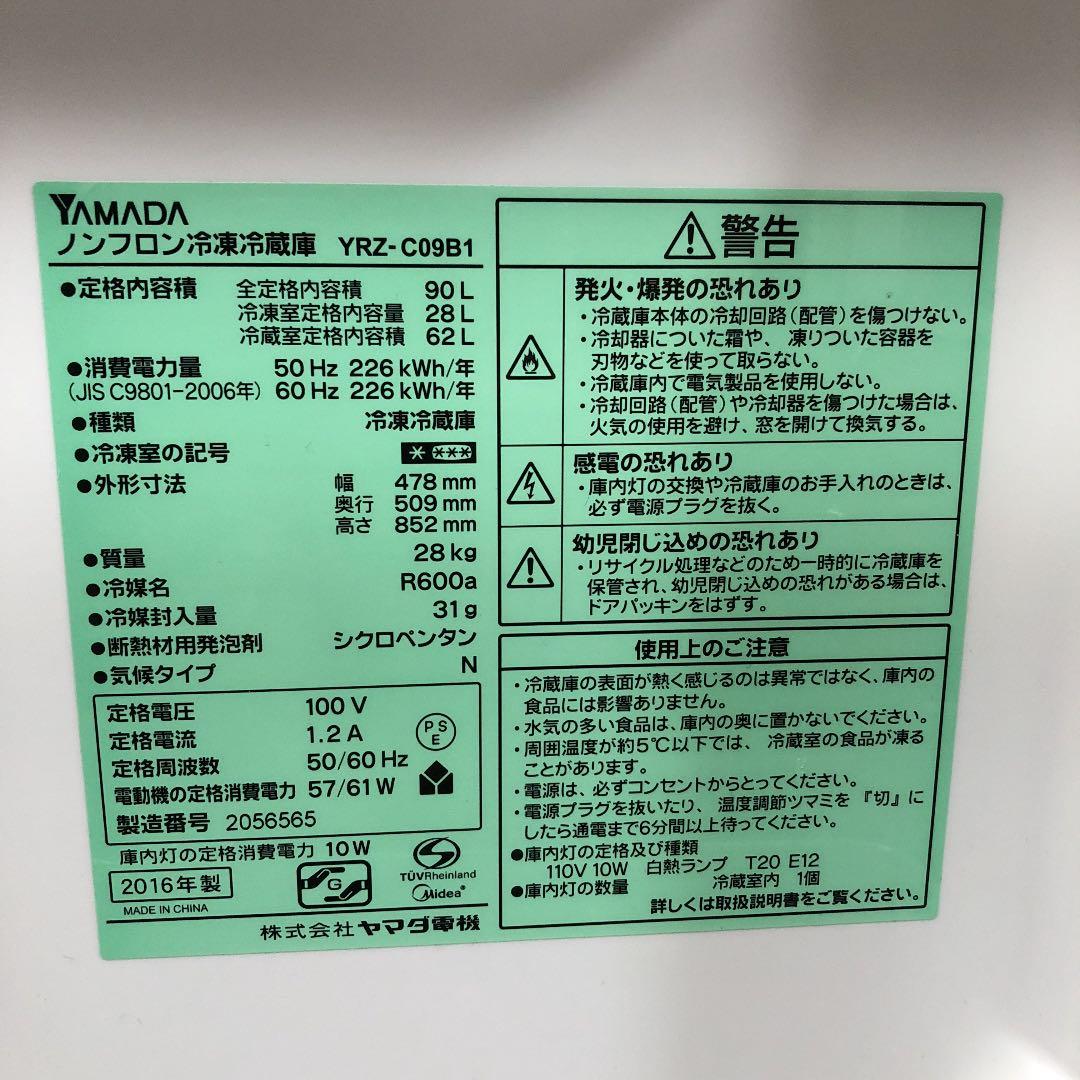 YAMADA
ノンフロン冷凍冷蔵庫 YRZ-C09B1
●定格内容積 全定格内容積 90 L
冷凍室定格内容量 28 L
冷蔵室定格内容積 62 L
●消費電力量 50 Hz 226 kWh/年
(JIS C9801-2006年) 60 Hz 226 kWh/年
●種類 冷凍冷蔵庫
●冷凍室の記号 * ***
●外形寸法 幅 478 mm
奥行 509 mm
高さ 852 mm
●質量 28 kg
●冷媒名 R600a
●冷媒封入量 31 g
●断熱材用発泡剤 シクロペンタン
●気候タイプ N
定格電圧 100 V
定格電流 1.2 A
定格周波数 50/60 Hz
電動機の定格消費電力 57/61 W
製造番号 2056565
PS
E
庫内灯の定格消費電力 10 W
2016年製
MADE IN CHINA
G
TÜVRheinland
Midea
株式会社ヤマダ電機
警告
発火・爆発の恐れあり
・冷蔵庫本体の冷却回路(配管)を傷つけない。
・冷却器についた霜や、凍りついた容器を
刃物などを使って取らない。
・冷蔵庫内で電気製品を使用しない。
・冷却回路(配管)や冷却器を傷つけた場合は、
火気の使用を避け、窓を開けて換気する。
感電の恐れあり
・庫内灯の交換や冷蔵庫のお手入れのときは、
必ず電源プラグを抜く。
幼児閉じ込めの恐れあり
・リサイクル処理などのため一時的に冷蔵庫を
保管され、幼児閉じ込めの恐れがある場合は、
ドアパッキンをはずす。
使用上のご注意
・冷蔵庫の表面が熱く感じるのは異常ではなく、庫内の
食品には影響ありません。
・水気の多い食品は、庫内の奥に置かないでください。
・周囲温度が約5℃以下では、冷蔵室の食品が凍る
ことがあります。
・電源は、必ずコンセントからとってください。
・電源プラグを抜いたり、温度調節ツマミを『切』に
したら通電まで6分間以上待ってください。
●庫内灯の定格及び種類
110V 10W 白熱ランプ T20 E12
●庫内灯の数量 冷蔵室内 1個
詳しくは取扱説明書をご覧ください。